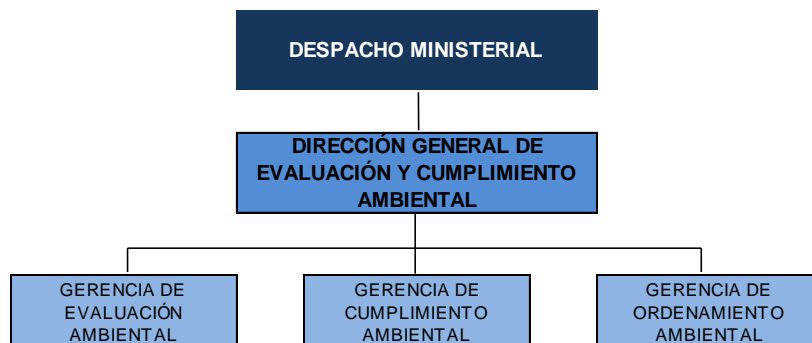 DESPACHO MINISTERIAL
DIRECCIÓN GENERAL DE
EVALUACIÓN Y CUMPLIMIENTO
AMBIENTAL
GERENCIA DE
EVALUACIÓN
AMBIENTAL
GERENCIA DE
CUMPLIMIENTO
AMBIENTAL
GERENCIA DE
ORDENAMIENTO
AMBIENTAL